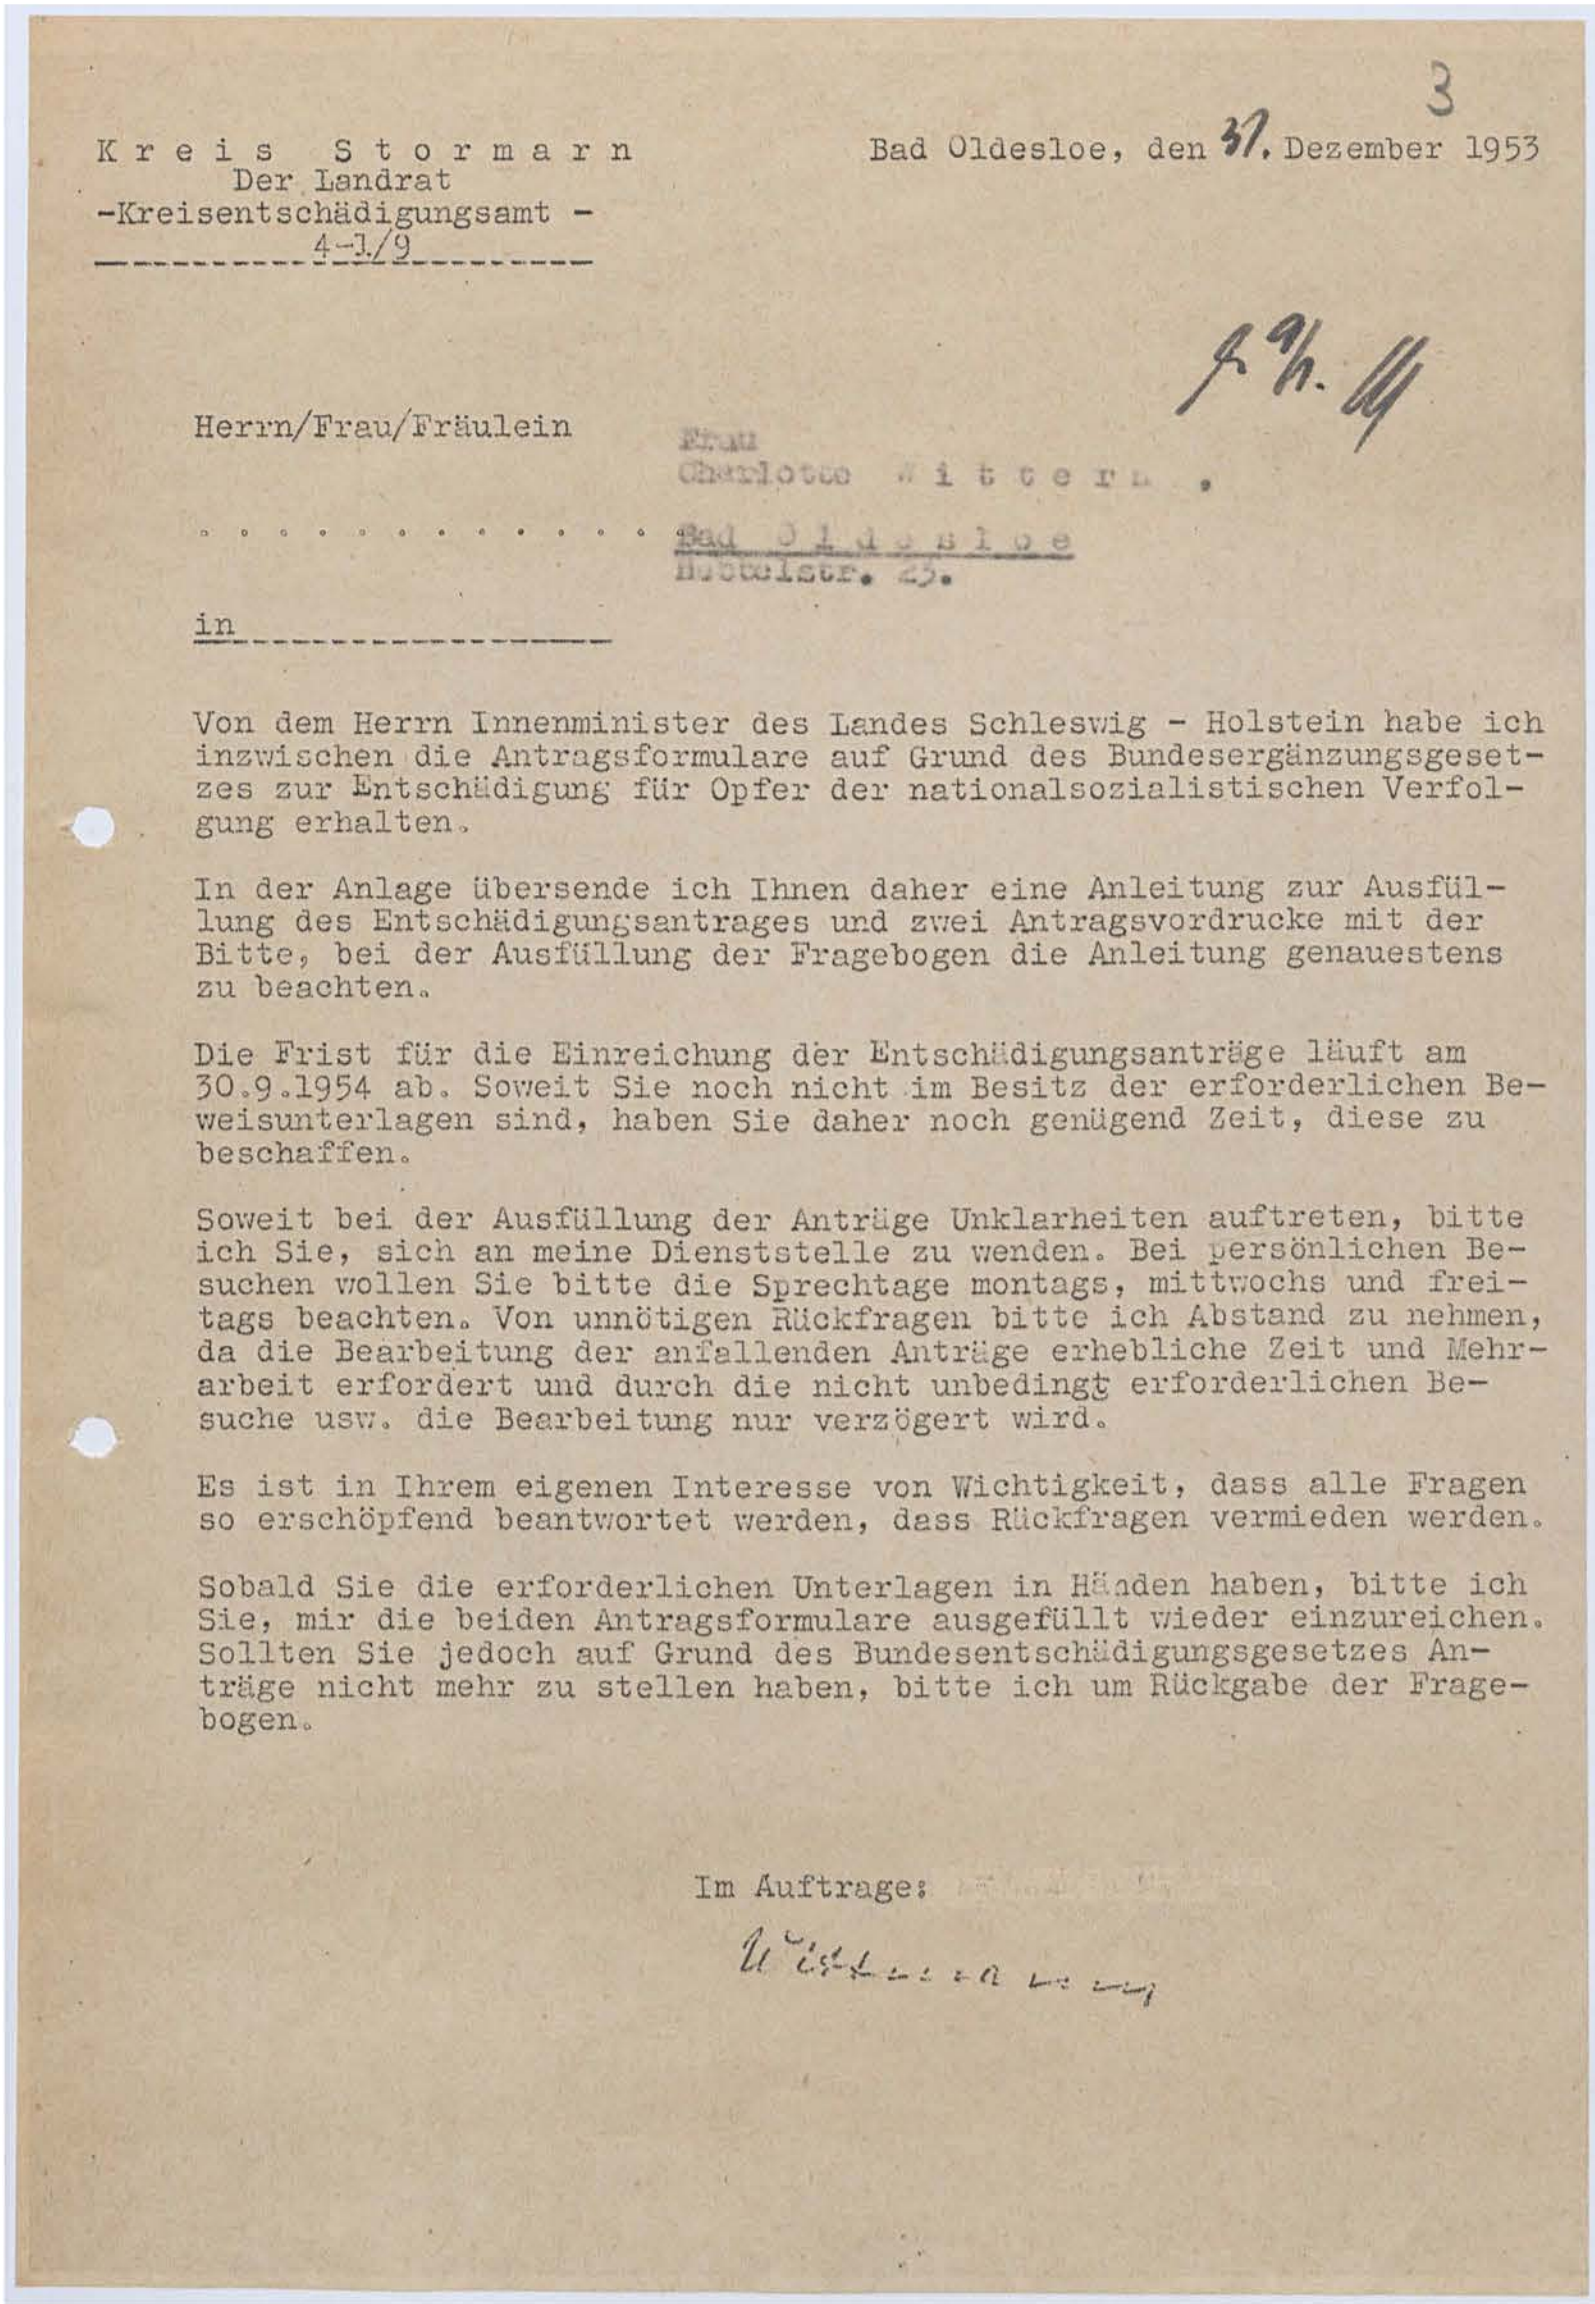 3
Kreis Stormarn
Bad Oldesloe, den 31. Dezember 1953
Der Landrat
-Kreisentschädigungsamt -
4-1/9
Herrn/Frau/Fräulein
Frau
Charlotte Wittern.
. . . . . . . . . . . . .
Bad Oldesloe
in
Von dem Herrn Innenminister des Landes Schleswig - Holstein habe ich
inzwischen die Antragsformulare auf Grund des Bundesergänzungsgeset-
zes zur Entschädigung für Opfer der nationalsozialistischen Verfol-
gung erhalten.
In der Anlage übersende ich Ihnen daher eine Anleitung zur Ausfül-
lung des Entschädigungsantrages und zwei Antragsvordrucke mit der
Bitte, bei der Ausfüllung der Fragebogen die Anleitung genauestens
zu beachten.
Die Frist für die Einreichung der Entschädigungsanträge läuft am
30.9.1954 ab. Soweit Sie noch nicht im Besitz der erforderlichen Be-
weisunterlagen sind, haben Sie daher noch genügend Zeit, diese zu
beschaffen.
Soweit bei der Ausfüllung der Anträge Unklarheiten auftreten, bitte
ich Sie, sich an meine Dienststelle zu wenden. Bei persönlichen Be-
suchen wollen Sie bitte die Sprechtage montags, mittwochs und frei-
tags beachten. Von unnötigen Rückfragen bitte ich Abstand zu nehmen,
da die Bearbeitung der anfallenden Anträge erhebliche Zeit und Mehr-
arbeit erfordert und durch die nicht unbedingt erforderlichen Be-
suche usw. die Bearbeitung nur verzögert wird.
Es ist in Ihrem eigenen Interesse von Wichtigkeit, dass alle Fragen
so erschöpfend beantwortet werden, dass Rückfragen vermieden werden.
Sobald Sie die erforderlichen Unterlagen in Händen haben, bitte ich
Sie, mir die beiden Antragsformulare ausgefüllt wieder einzureichen.
Sollten Sie jedoch auf Grund des Bundesentschädigungsgesetzes An-
träge nicht mehr zu stellen haben, bitte ich um Rückgabe der Frage-
bogen.
Im Auftrage: